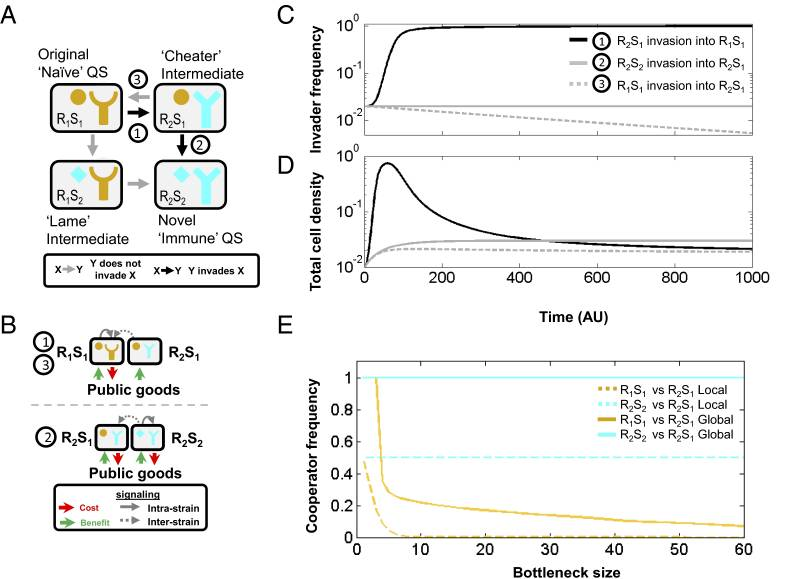 A
Original
'Naïve' QS
'Cheater'
Intermediate
3
R1S1
1
R2S1
2
R1S2
R2S2
'Lame'
Intermediate
Novel
'Immune' QS
X→Y Y does not invade X X→Y Y invades X
B
1
3
R1S1
R2S1
Public goods
2
R2S1
R2S2
Public goods
signaling
Cost
Intra-strain
Benefit
Inter-strain
C
Invader frequency
10^0
10^-1
10^-2
1 R2S1 invasion into R1S1
2 R2S2 invasion into R2S1
3 R1S1 invasion into R2S1
D
Total cell density
10^0
10^-1
10^-2
0 200 400 600 800 1000
Time (AU)
E
Cooperator frequency
1
0.8
0.6
0.4
0.2
0
R1S1 vs R2S1 Local
R2S2 vs R2S1 Local
R1S1 vs R2S1 Global
R2S2 vs R2S1 Global
0 10 20 30 40 50 60
Bottleneck size